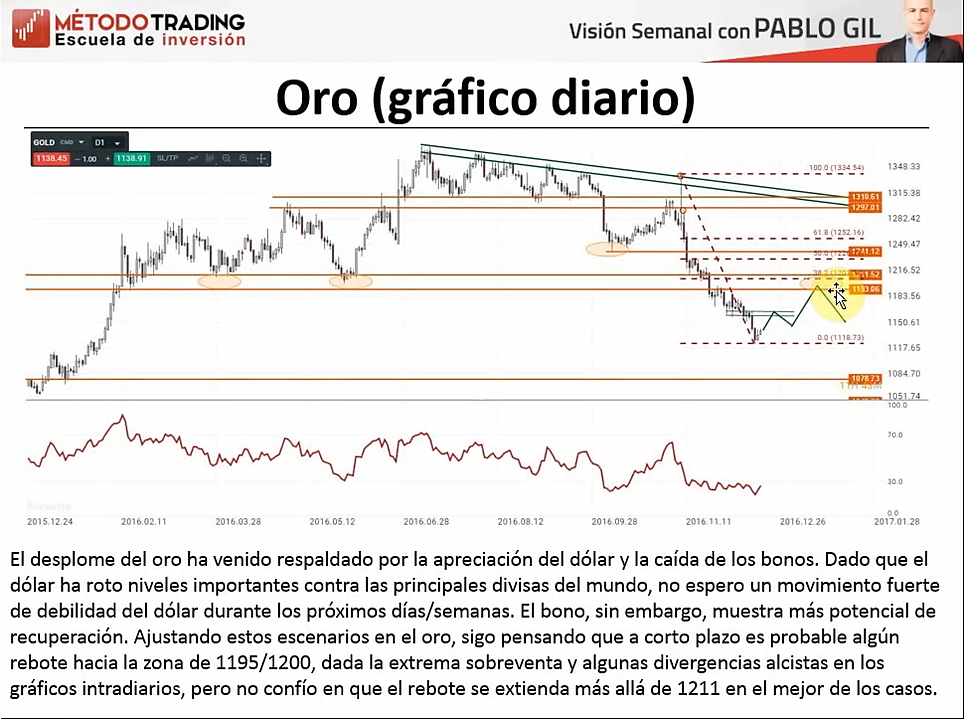 MÉTODOTRADING
Escuela de inversión
Visión Semanal con PABLO GIL
Oro (gráfico diario)
GOLD CMD D1
1138.45 − 1.00 + 1138.91 SL/TP
100.0 (1334.54)
1348.33
1315.38
1310.61
1297.01
1282.42
61.8 (1252.16)
1249.47
1241.12
1216.52
1183.56
1150.61
0.0 (1118.73)
1117.65
1084.70
1078.73
1051.74
100.0
70.0
30.0
0.0
2015.12.24 2016.02.11 2016.03.28 2016.05.12 2016.06.28 2016.08.12 2016.09.28 2016.11.11 2016.12.26 2017.01.28
El desplome del oro ha venido respaldado por la apreciación del dólar y la caída de los bonos. Dado que el
dólar ha roto niveles importantes contra las principales divisas del mundo, no espero un movimiento fuerte
de debilidad del dólar durante los próximos días/semanas. El bono, sin embargo, muestra más potencial de
recuperación. Ajustando estos escenarios en el oro, sigo pensando que a corto plazo es probable algún
rebote hacia la zona de 1195/1200, dada la extrema sobreventa y algunas divergencias alcistas en los
gráficos intradiarios, pero no confío en que el rebote se extienda más allá de 1211 en el mejor de los casos.